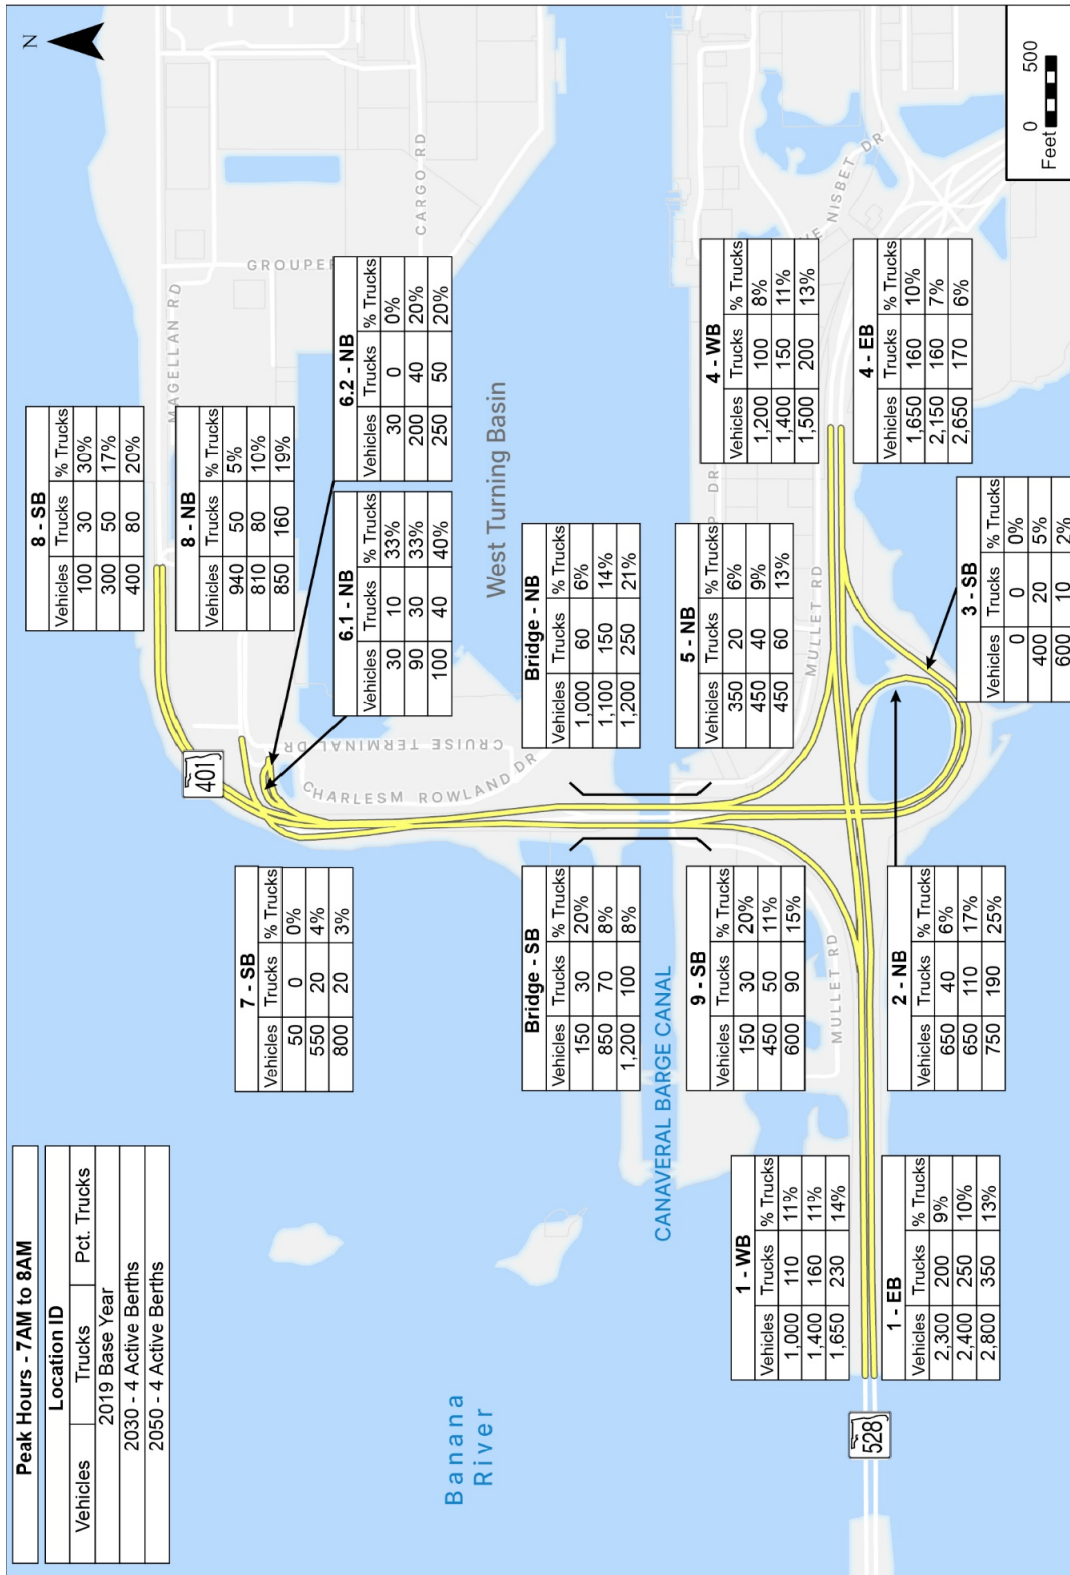 Peak Hours - 7AM to 8AM
Location ID
Vehicles Trucks Pct. Trucks
2019 Base Year
2030 - 4 Active Berths
2050 - 4 Active Berths
N
8 - SB
Vehicles Trucks % Trucks
100 30 30%
300 50 17%
400 80 20%
8 - NB
Vehicles Trucks % Trucks
940 50 5%
810 80 10%
850 160 19%
MAGELLAN RD
GROUPER
CARGO RD
401
7 - SB
Vehicles Trucks % Trucks
50 0 0%
550 20 4%
800 20 3%
6.1 - NB
Vehicles Trucks % Trucks
30 10 33%
90 30 33%
100 40 40%
6.2 - NB
Vehicles Trucks % Trucks
30 0 0%
200 40 20%
250 50 20%
CRUISE TERMINAL DR
CHARLESM ROWLAND DR
West Turning Basin
Banana
River
Bridge - SB
Vehicles Trucks % Trucks
150 30 20%
850 70 8%
1,200 100 8%
Bridge - NB
Vehicles Trucks % Trucks
1,000 60 6%
1,100 150 14%
1,200 250 21%
CANAVERAL BARGE CANAL
9 - SB
Vehicles Trucks % Trucks
150 30 20%
450 50 11%
600 90 15%
5 - NB
Vehicles Trucks % Trucks
350 20 6%
450 40 9%
450 60 13%
P DR
4 - WB
Vehicles Trucks % Trucks
1,200 100 8%
1,400 150 11%
1,500 200 13%
MULLET RD
MULLET RD
VE NISBET DR
1 - WB
Vehicles Trucks % Trucks
1,000 110 11%
1,400 160 11%
1,650 230 14%
528
1 - EB
Vehicles Trucks % Trucks
2,300 200 9%
2,400 250 10%
2,800 350 13%
2 - NB
Vehicles Trucks % Trucks
650 40 6%
650 110 17%
750 190 25%
4 - EB
Vehicles Trucks % Trucks
1,650 160 10%
2,150 160 7%
2,650 170 6%
3 - SB
Vehicles Trucks % Trucks
0 0 0%
400 20 5%
600 10 2%
0 500
Feet